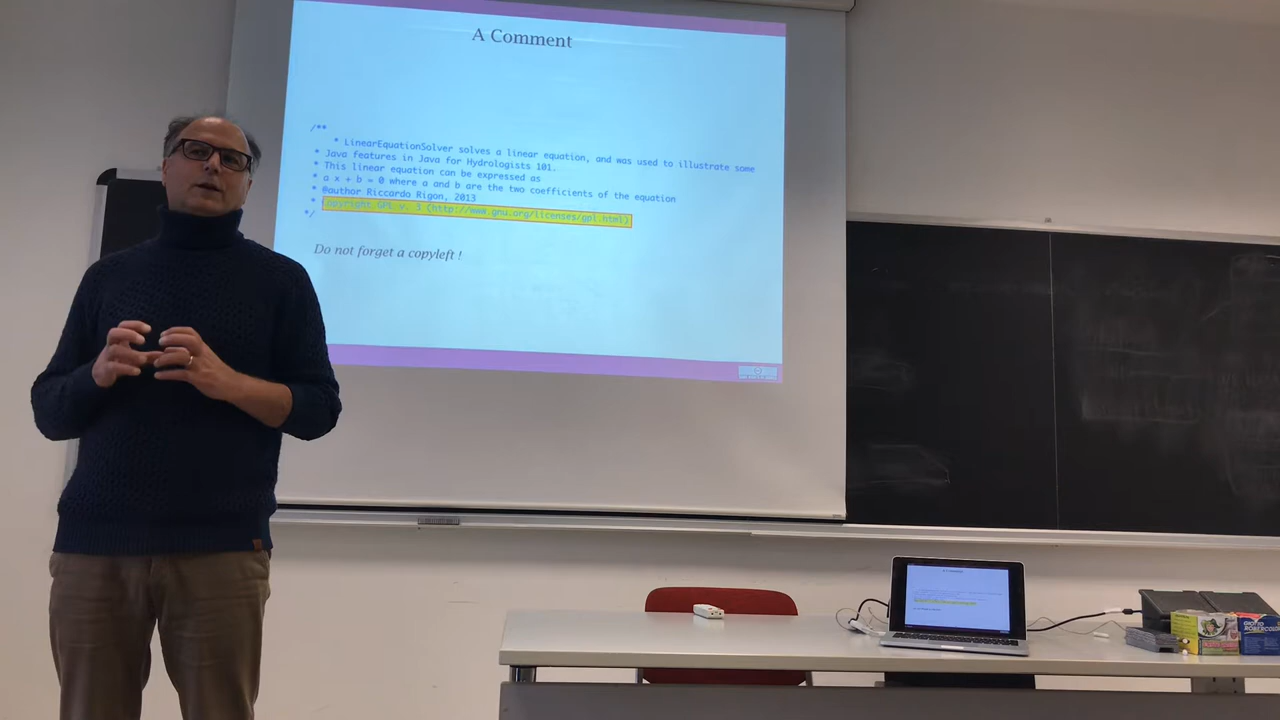 A Comment
/**
* LinearEquationSolver solves a linear equation, and was used to illustrate some
* Java features in Java for Hydrologists 101.
* This linear equation can be expressed as
* a x + b = 0 where a and b are the two coefficients of the equation
* @author Riccardo Rigon, 2013
* Copyright GPL v. 3 (http://www.gnu.org/licenses/gpl.html)
*/
Do not forget a copyleft !
GIOTTO
ROBERCOLOR